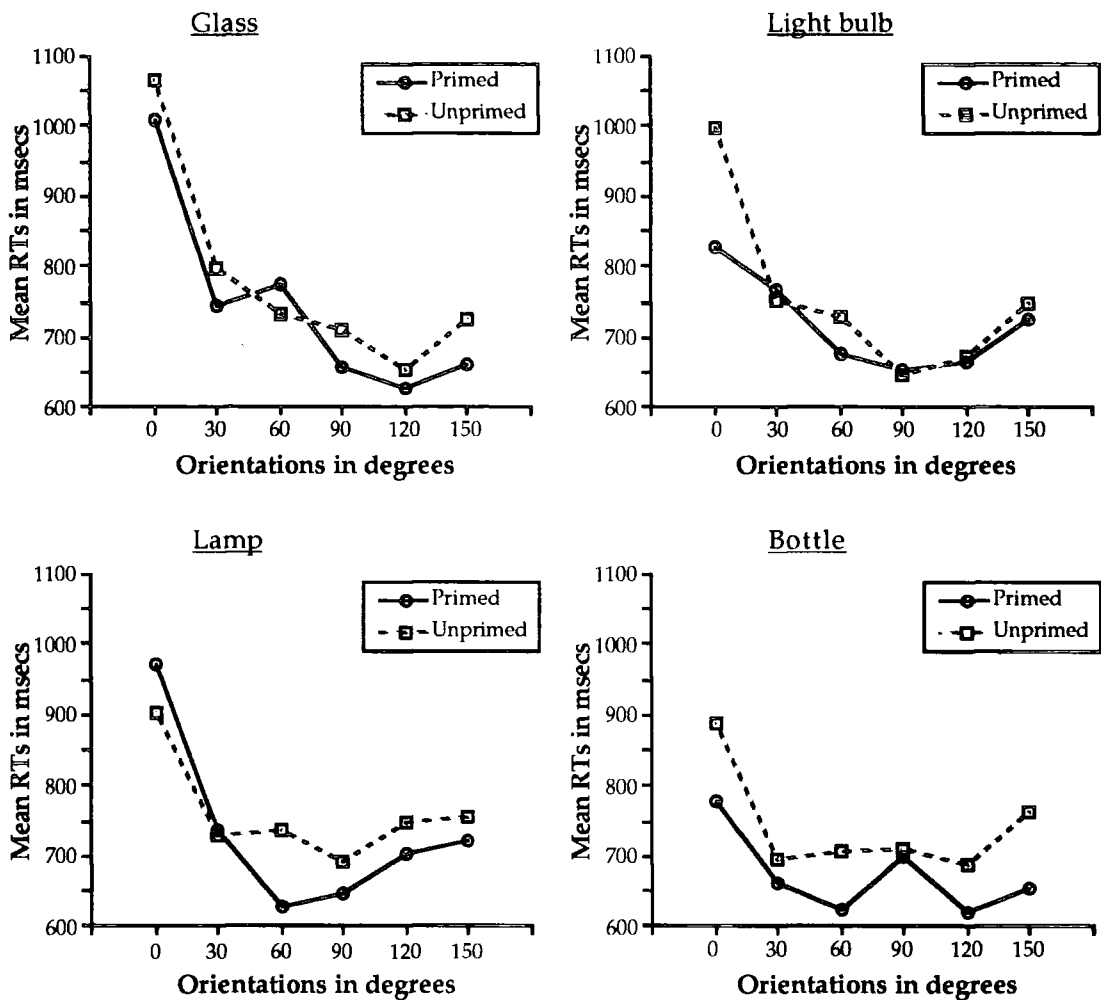 Glass
1100
1000
900
800
700
600
Mean RTs in msecs
Primed
Unprimed
0 30 60 90 120 150
Orientations in degrees
Light bulb
1100
1000
900
800
700
600
Mean RTs in msecs
Primed
Unprimed
0 30 60 90 120 150
Orientations in degrees
Lamp
1100
1000
900
800
700
600
Mean RTs in msecs
Primed
Unprimed
0 30 60 90 120 150
Orientations in degrees
Bottle
1100
1000
900
800
700
600
Mean RTs in msecs
Primed
Unprimed
0 30 60 90 120 150
Orientations in degrees